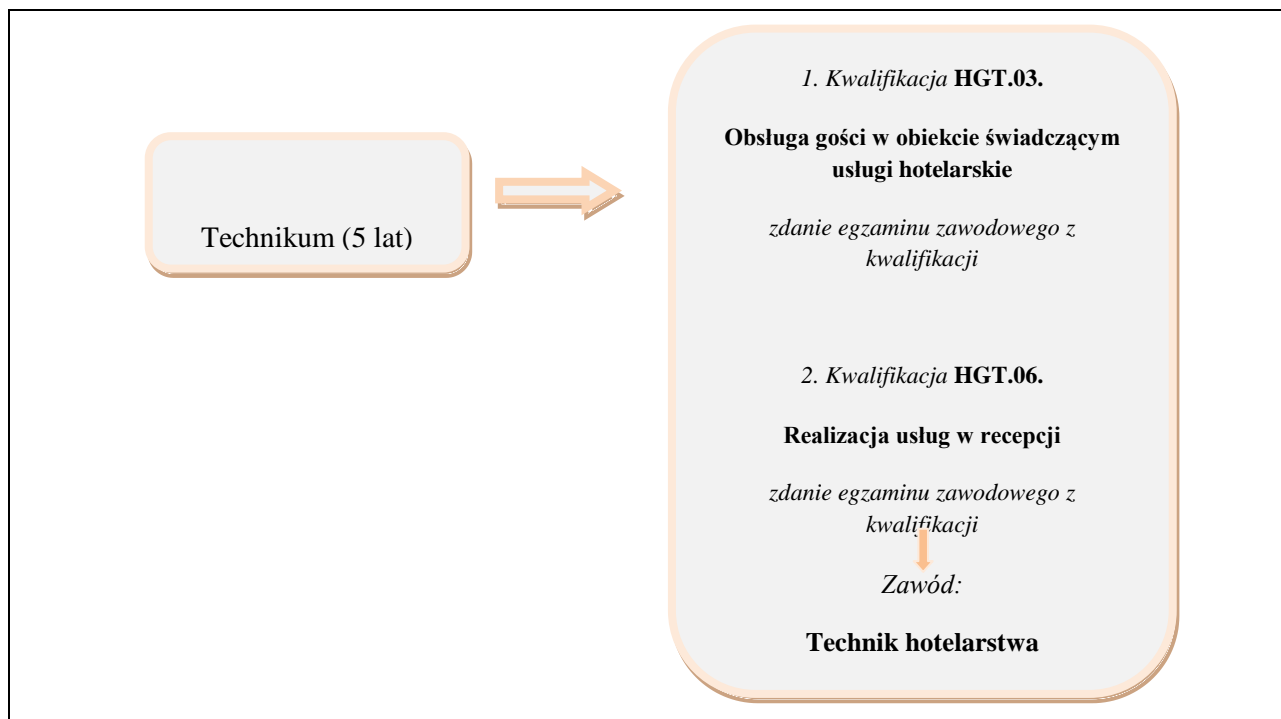 Technikum (5 lat)
1. Kwalifikacja HGT.03.
Obsługa gości w obiekcie świadczącym
usługi hotelarskie
zdanie egzaminu zawodowego z
kwalifikacji
2. Kwalifikacja HGT.06.
Realizacja usług w recepcji
zdanie egzaminu zawodowego z
kwalifikacji
Zawód:
Technik hotelarstwa